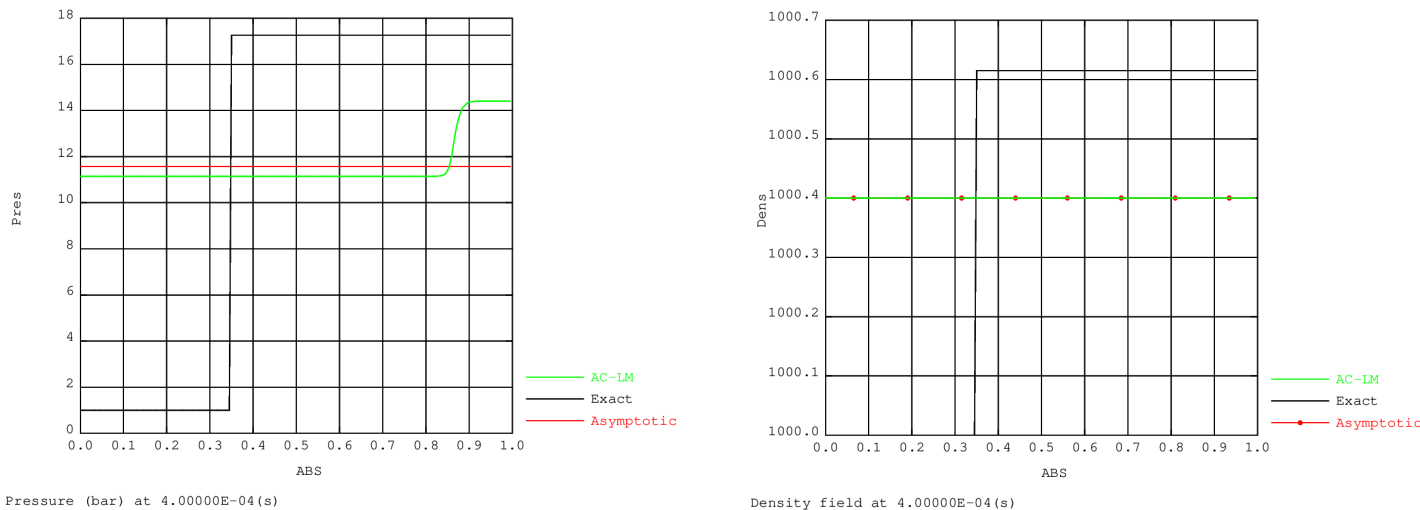 18
16
14
12
10
8
6
4
2
0
Pres
0.0 0.1 0.2 0.3 0.4 0.5 0.6 0.7 0.8 0.9 1.0
ABS
AC-LM
Exact
Asymptotic
Pressure (bar) at 4.00000E-04(s)
1000.7
1000.6
1000.5
1000.4
1000.3
1000.2
1000.1
1000.0
Dens
0.0 0.1 0.2 0.3 0.4 0.5 0.6 0.7 0.8 0.9 1.0
ABS
AC-LM
Exact
Asymptotic
Density field at 4.00000E-04(s)